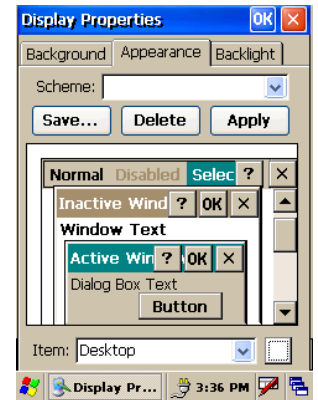 Display Properties OK
Background Appearance Backlight
Scheme:
Save... Delete Apply
Normal Disabled Selec ?
Inactive Wind ? OK
Window Text
Active Win ? OK
Dialog Box Text
Button
Item: Desktop
Display Pr... 3:36 PM